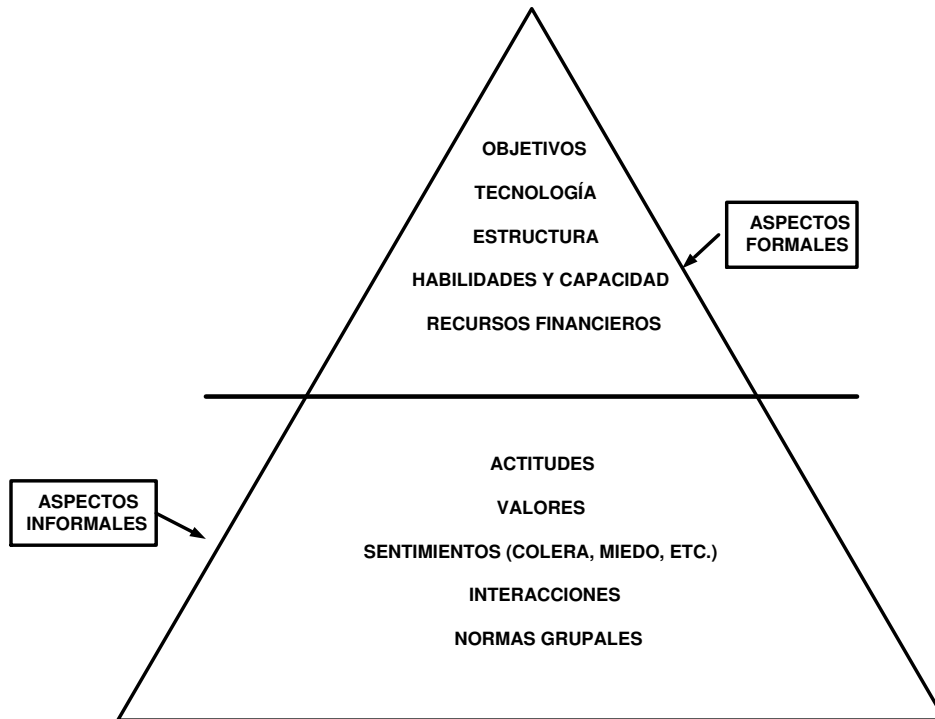 OBJETIVOS
TECNOLOGÍA
ESTRUCTURA
HABILIDADES Y CAPACIDAD
RECURSOS FINANCIEROS
ASPECTOS
FORMALES
ACTITUDES
VALORES
SENTIMIENTOS (COLERA, MIEDO, ETC.)
INTERACCIONES
NORMAS GRUPALES
ASPECTOS
INFORMALES